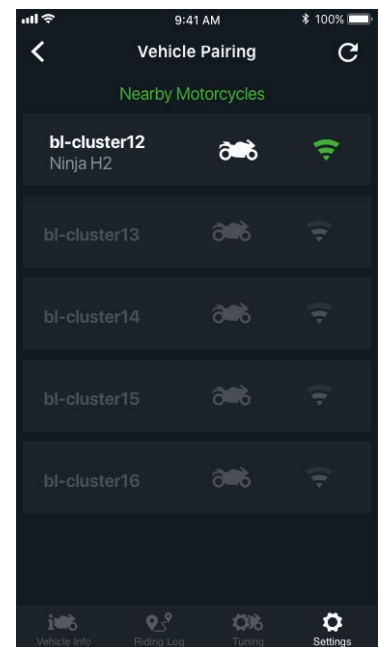 9:41 AM
100%
Vehicle Pairing
Nearby Motorcycles
bl-cluster12
Ninja H2
bl-cluster13
bl-cluster14
bl-cluster15
bl-cluster16
Vehicle Info
Riding Log
Tuning
Settings